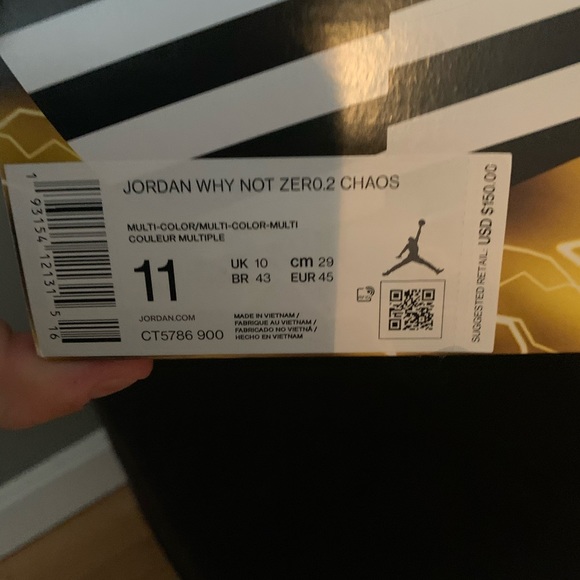 JORDAN WHY NOT ZER0.2 CHAOS
MULTI-COLOR/MULTI-COLOR-MULTI
COULEUR MULTIPLE
11
UK 10
BR 43
cm 29
EUR 45
JORDAN.COM
CT5786 900
MADE IN VIETNAM /
FABRIQUE AU VIETNAM /
FABRICADO NO VIETNÃ /
HECHO EN VIETNAM
SUGGESTED RETAIL: USD $150.00
1 93154 12131 5 16